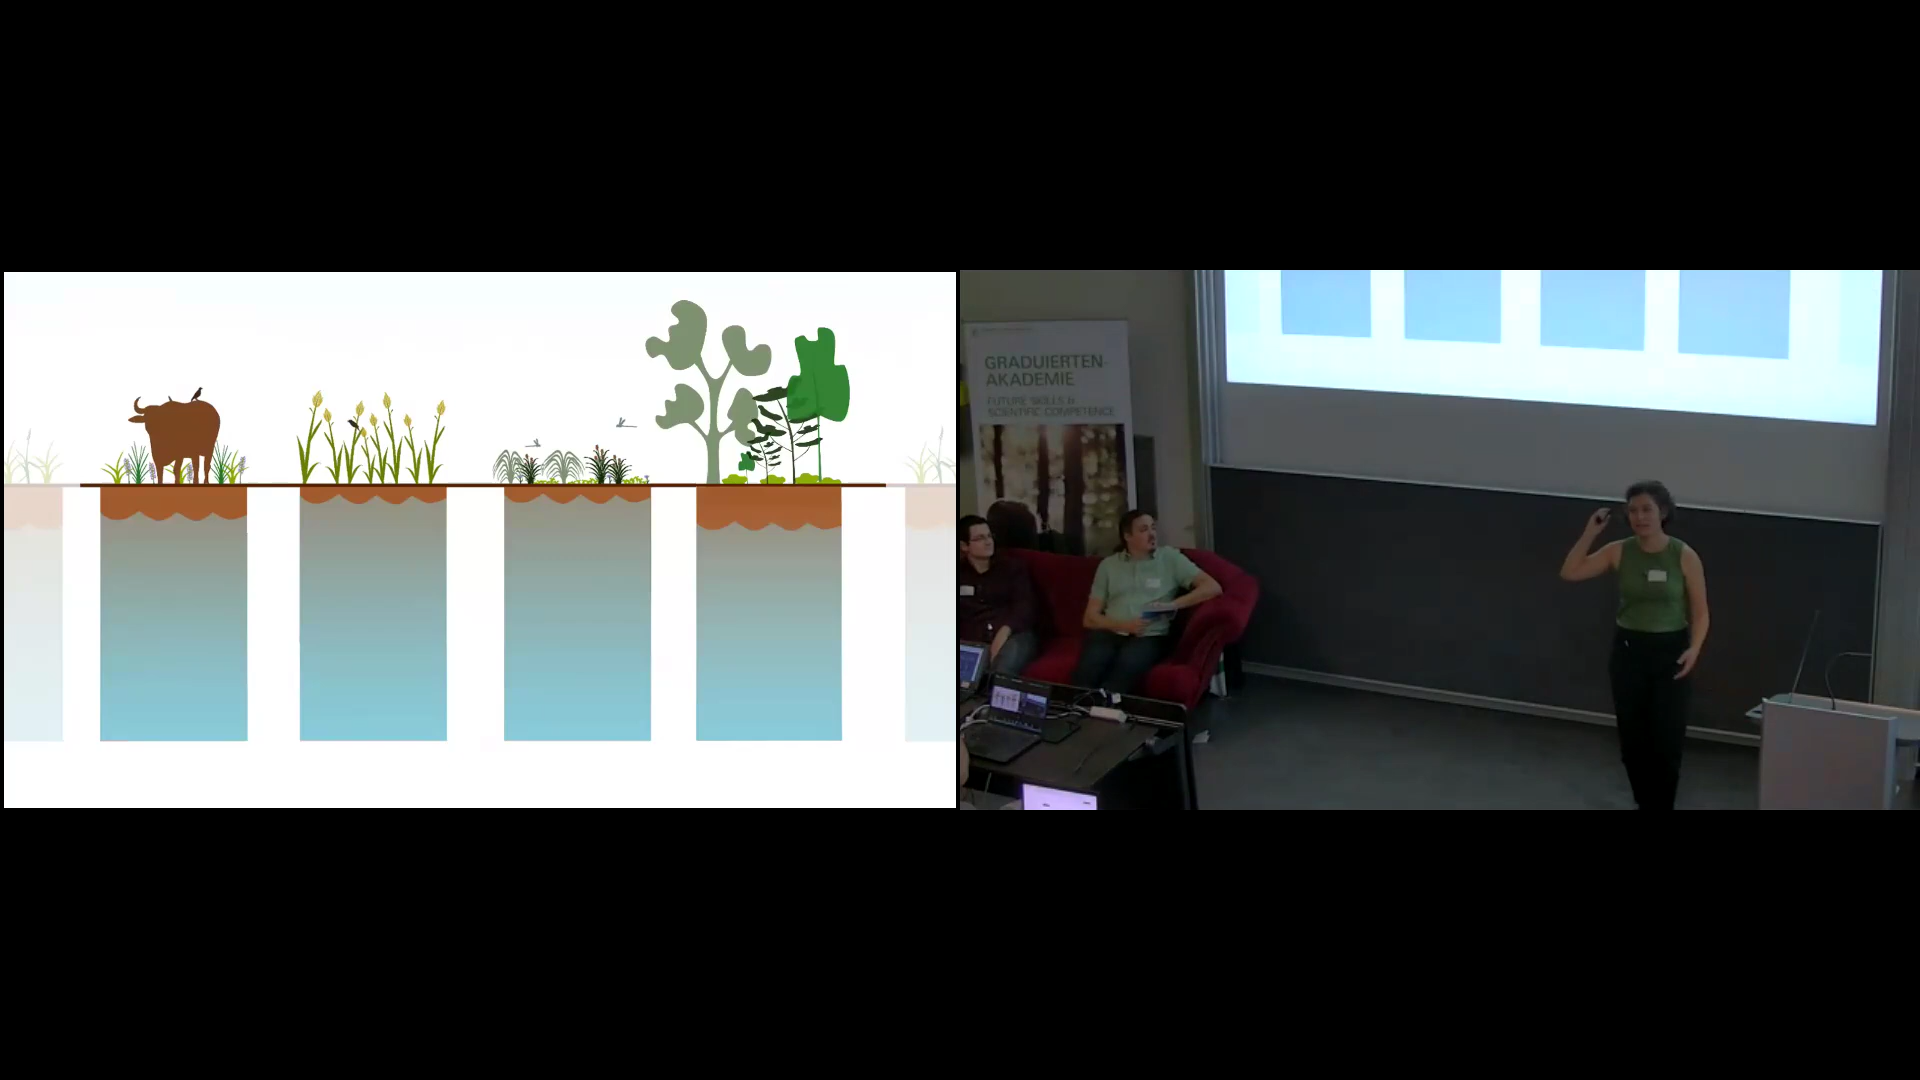 GRADUIERTEN-
AKADEMIE
FUTURE SKILLS &
SCIENTIFIC COMPETENCE